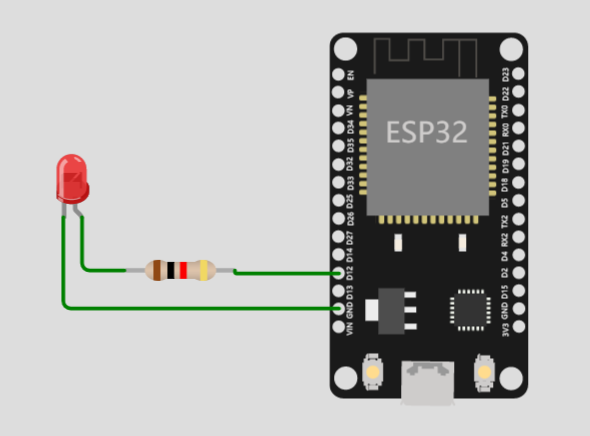 ESP32
EN
VP
VN
D34
D35
D32
D33
D25
D26
D27
D14
D12
D13
GND
VIN
D23
D22
TX0
RX0
D21
D19
D18
D5
TX2
RX2
D4
D2
D15
GND
3V3